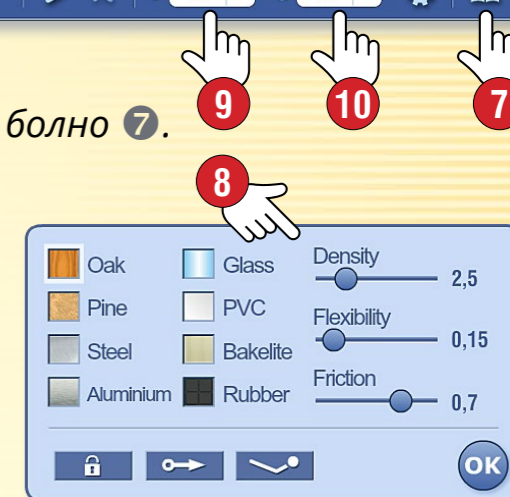 9 10 7
болно 7.
8
Oak Glass Density 2,5
Pine PVC Flexibility 0,15
Steel Bakelite
Aluminium Rubber Friction 0,7
OK